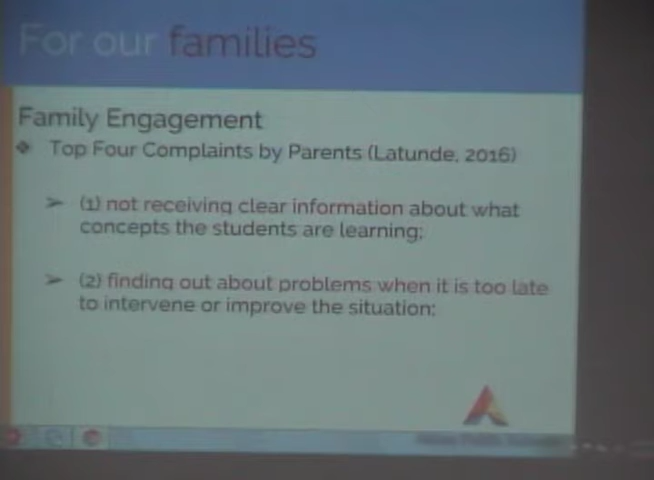 For our families
Family Engagement
Top Four Complaints by Parents (Latunde, 2016)
(1) not receiving clear information about what
concepts the students are learning;
(2) finding out about problems when it is too late
to intervene or improve the situation;